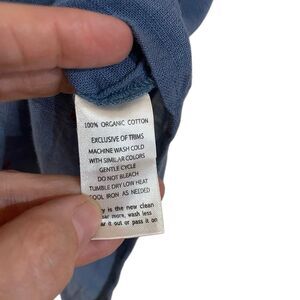 100% ORGANIC COTTON
EXCLUSIVE OF TRIMS
MACHINE WASH COLD
WITH SIMILAR COLORS
GENTLE CYCLE
DO NOT BLEACH
TUMBLE DRY LOW HEAT
COOL IRON AS NEEDED
is the new clean
more, wash less
it out or pass it on